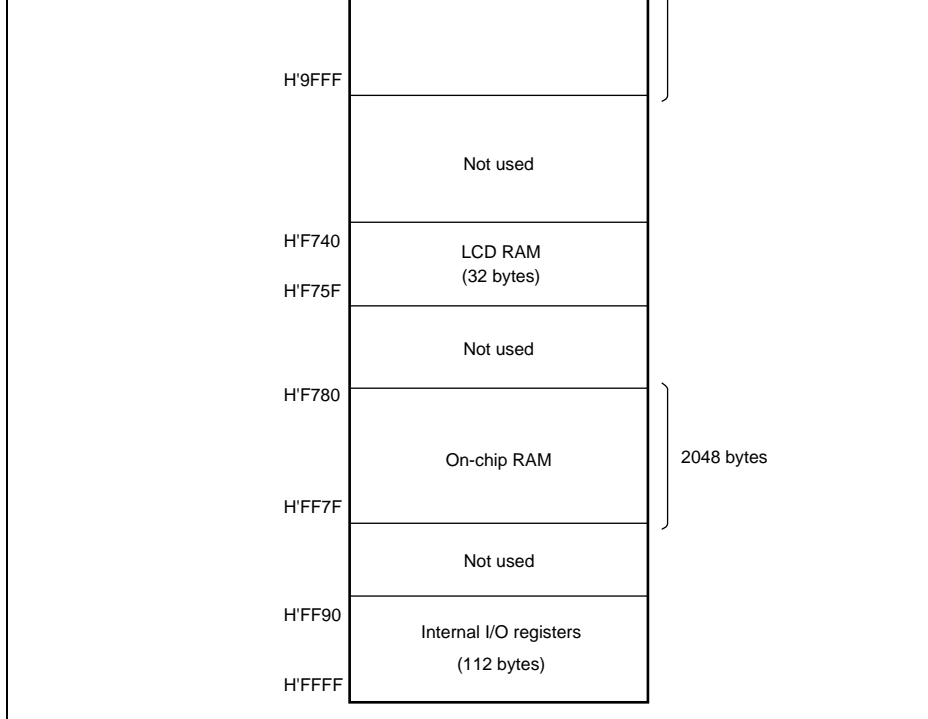 H'9FFF
Not used
H'F740
LCD RAM
(32 bytes)
H'F75F
Not used
H'F780
On-chip RAM
2048 bytes
H'FF7F
Not used
H'FF90
Internal I/O registers
(112 bytes)
H'FFFF